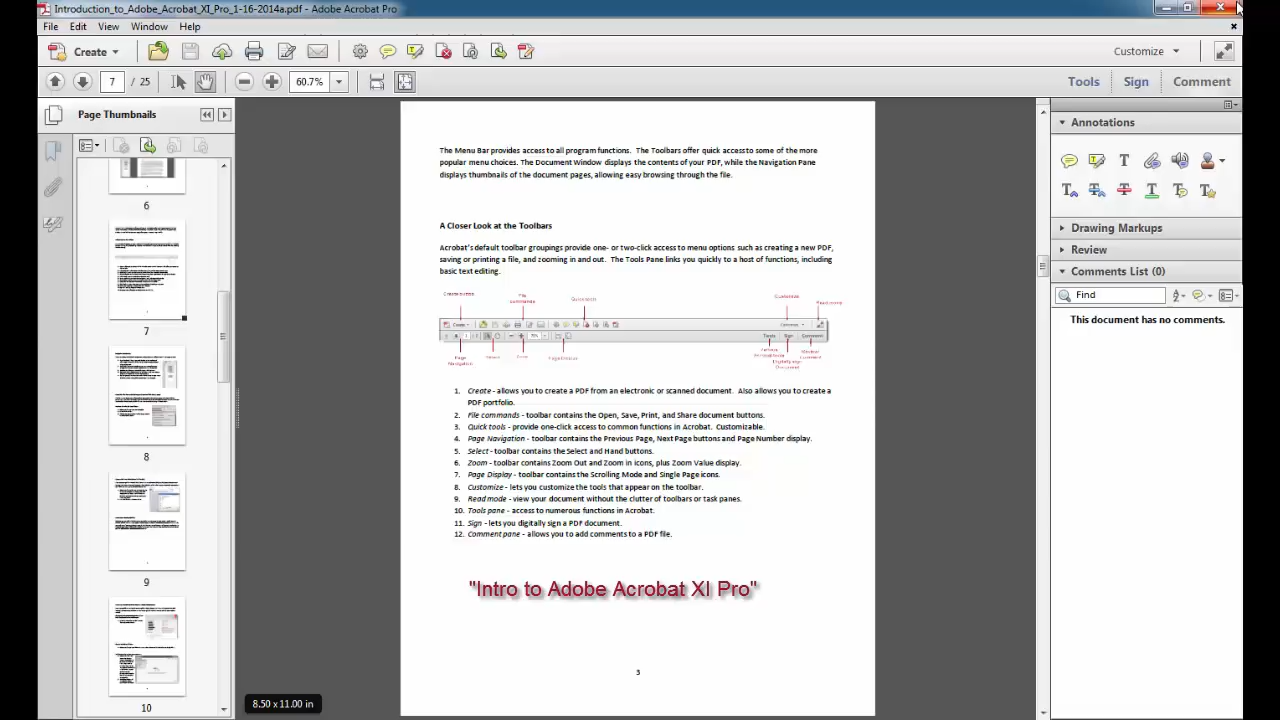 Introduction_to_Adobe_Acrobat_XI_Pro_1-16-2014a.pdf - Adobe Acrobat Pro
File Edit View Window Help
Create
Customize
7 / 25
60.7%
Tools Sign Comment
Page Thumbnails
6
7
8
9
10
The Menu Bar provides access to all program functions. The Toolbars offer quick access to some of the more
popular menu choices. The Document Window displays the contents of your PDF, while the Navigation Pane
displays thumbnails of the document pages, allowing easy browsing through the file.
A Closer Look at the Toolbars
Acrobat's default toolbar groupings provide one- or two-click access to menu options such as creating a new PDF,
saving or printing a file, and zooming in and out. The Tools Pane links you quickly to a host of functions, including
basic text editing.
File
Customize
Page
Navigation
1. Create - allows you to create a PDF from an electronic or scanned document. Also allows you to create a
PDF portfolio.
2. File commands - toolbar contains the Open, Save, Print, and Share document buttons.
3. Quick tools - provide one-click access to common functions in Acrobat. Customizable.
4. Page Navigation - toolbar contains the Previous Page, Next Page buttons and Page Number display.
5. Select - toolbar contains the Select and Hand buttons.
6. Zoom - toolbar contains Zoom Out and Zoom in icons, plus Zoom Value display.
7. Page Display - toolbar contains the Scrolling Mode and Single Page icons.
8. Customize - lets you customize the tools that appear on the toolbar.
9. Read mode - view your document without the clutter of toolbars or task panes.
10. Tools pane - access to numerous functions in Acrobat.
11. Sign - lets you digitally sign a PDF document.
12. Comment pane - allows you to add comments to a PDF file.
"Intro to Adobe Acrobat XI Pro"
8.50 x 11.00 in
Annotations
Drawing Markups
Review
Comments List (0)
Find
This document has no comments.